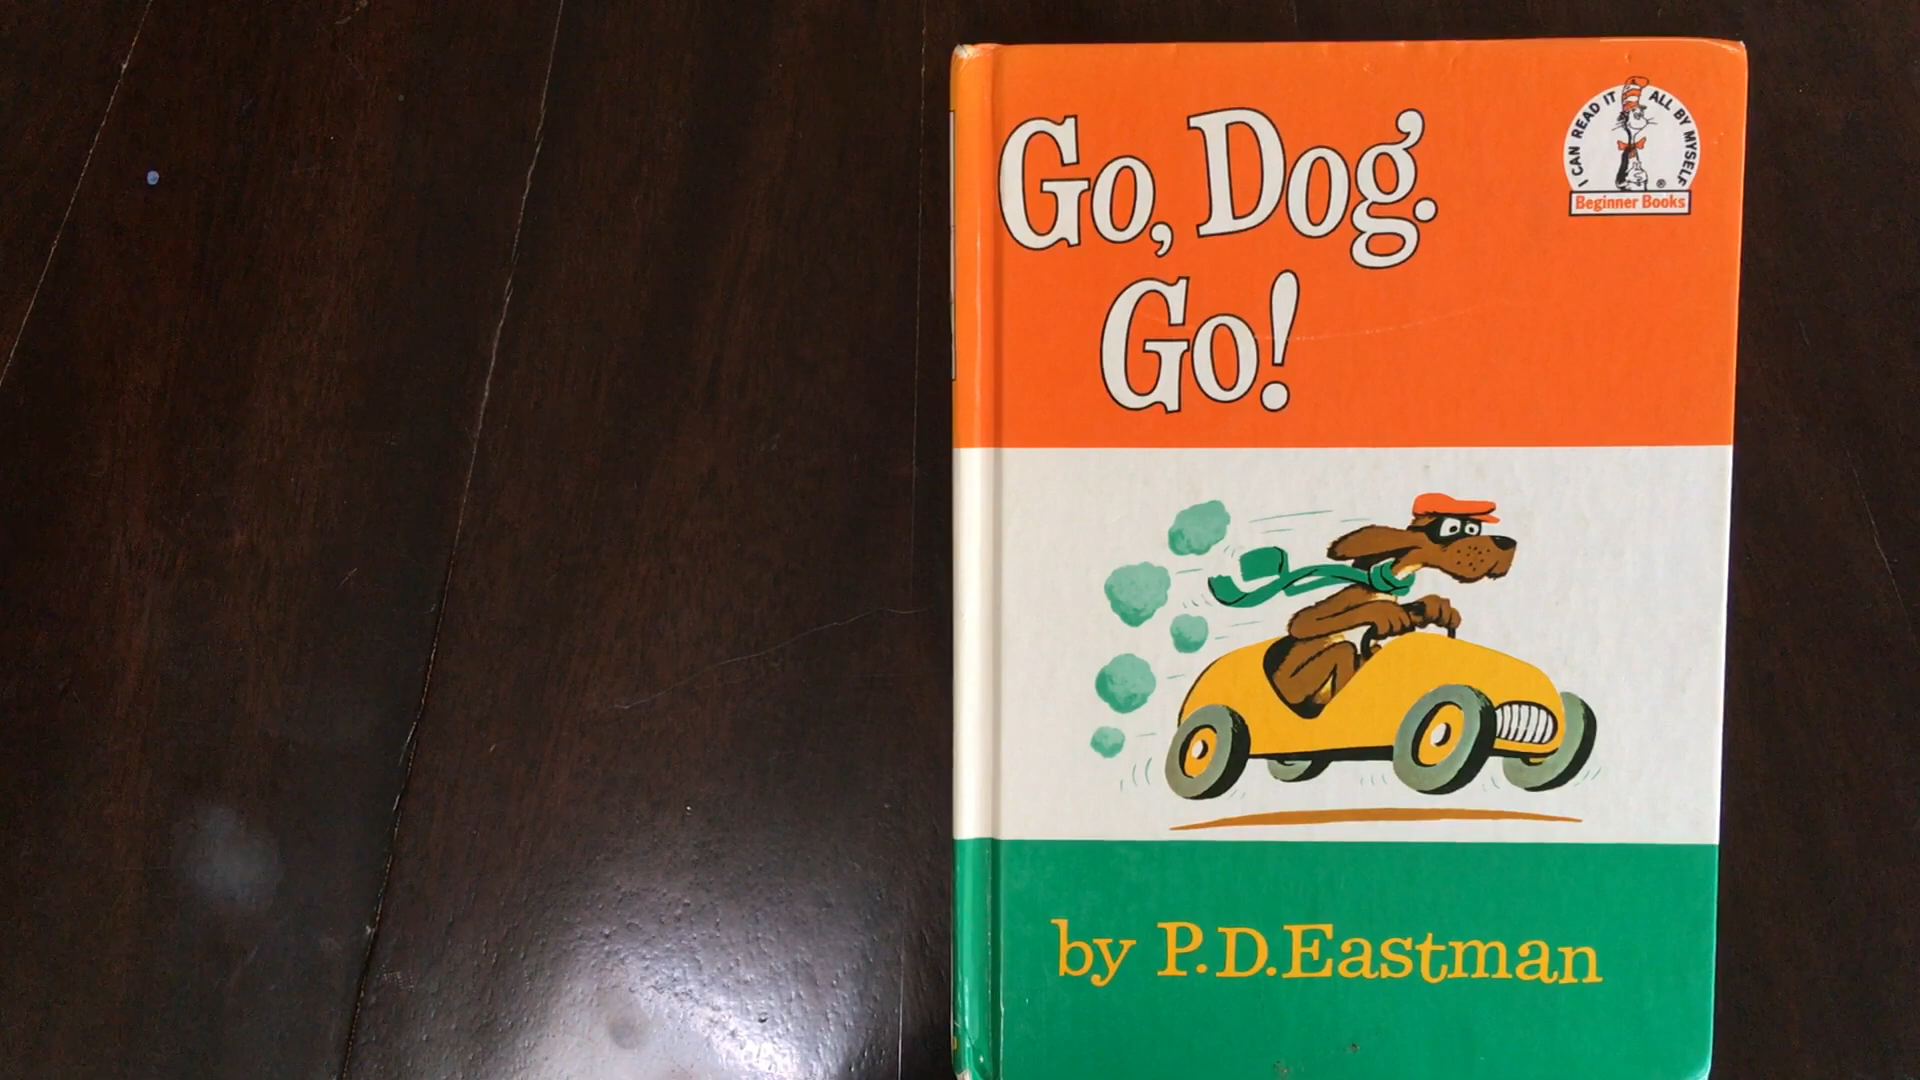 Go, Dog.
Go!
I CAN READ IT ALL BY MYSELF
®
Beginner Books
by P.D.Eastman